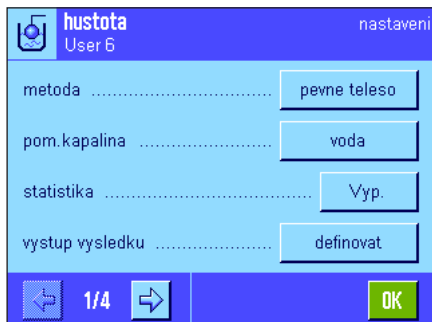 hustota nastaveni
User 6
metoda ................................ pevne teleso
pom.kapalina ....................... voda
statistika ....................................... Vyp.
vystup vysledku ..................... definovat
1/4 OK